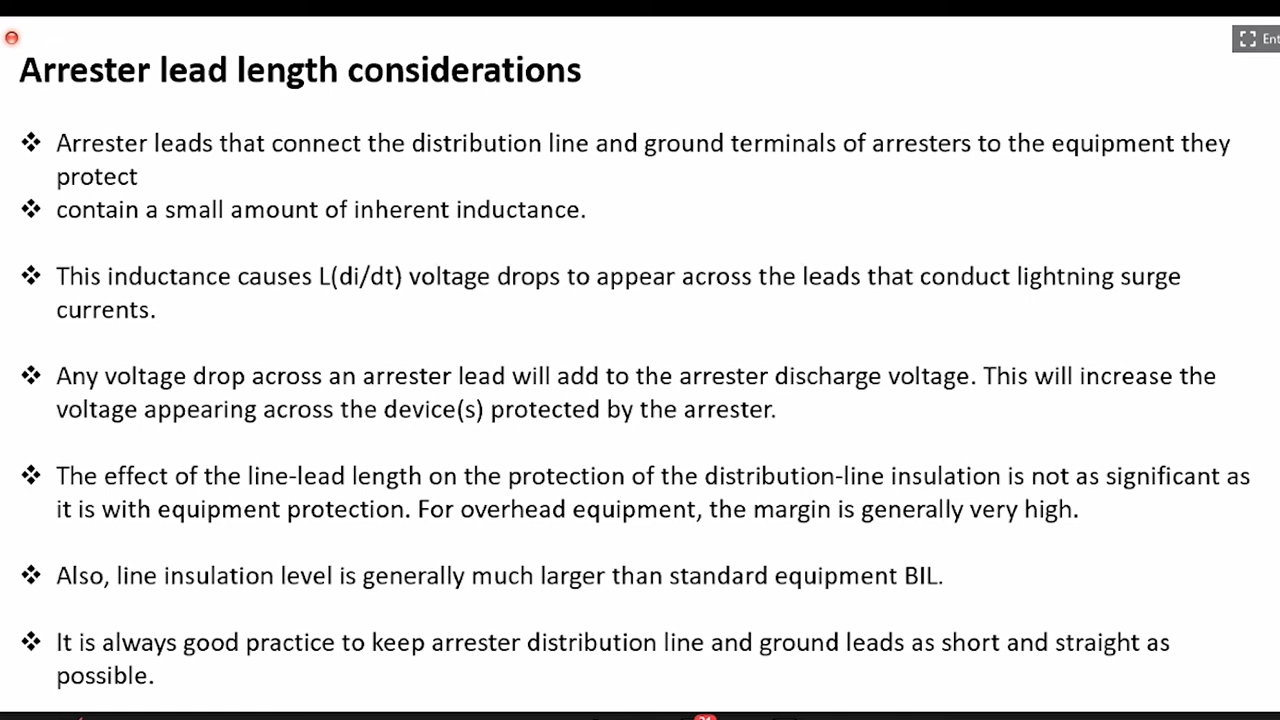 Ent
Arrester lead length considerations
❖ Arrester leads that connect the distribution line and ground terminals of arresters to the equipment they
protect
❖ contain a small amount of inherent inductance.
❖ This inductance causes L(di/dt) voltage drops to appear across the leads that conduct lightning surge
currents.
❖ Any voltage drop across an arrester lead will add to the arrester discharge voltage. This will increase the
voltage appearing across the device(s) protected by the arrester.
❖ The effect of the line-lead length on the protection of the distribution-line insulation is not as significant as
it is with equipment protection. For overhead equipment, the margin is generally very high.
❖ Also, line insulation level is generally much larger than standard equipment BIL.
❖ It is always good practice to keep arrester distribution line and ground leads as short and straight as
possible.